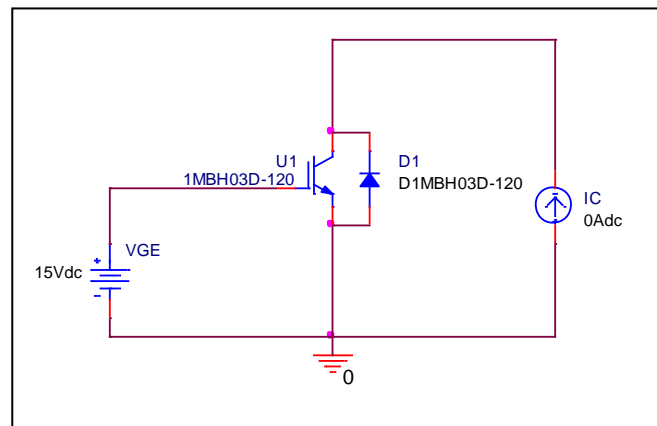 U1
1MBH03D-120
D1
D1MBH03D-120
IC
0Adc
VGE
15Vdc
+
-
-
0